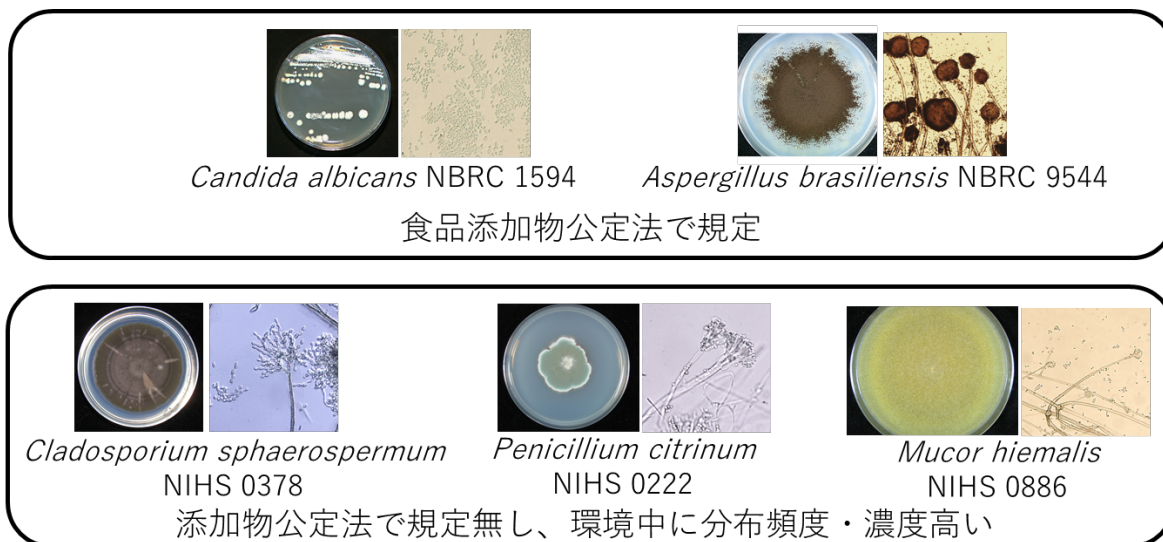 Candida albicans NBRC 1594
Aspergillus brasiliensis NBRC 9544
食品添加物公定法で規定
Cladosporium sphaerospermum
NIHS 0378
Penicillium citrinum
NIHS 0222
Mucor hiemalis
NIHS 0886
添加物公定法で規定無し、環境中に分布頻度・濃度高い